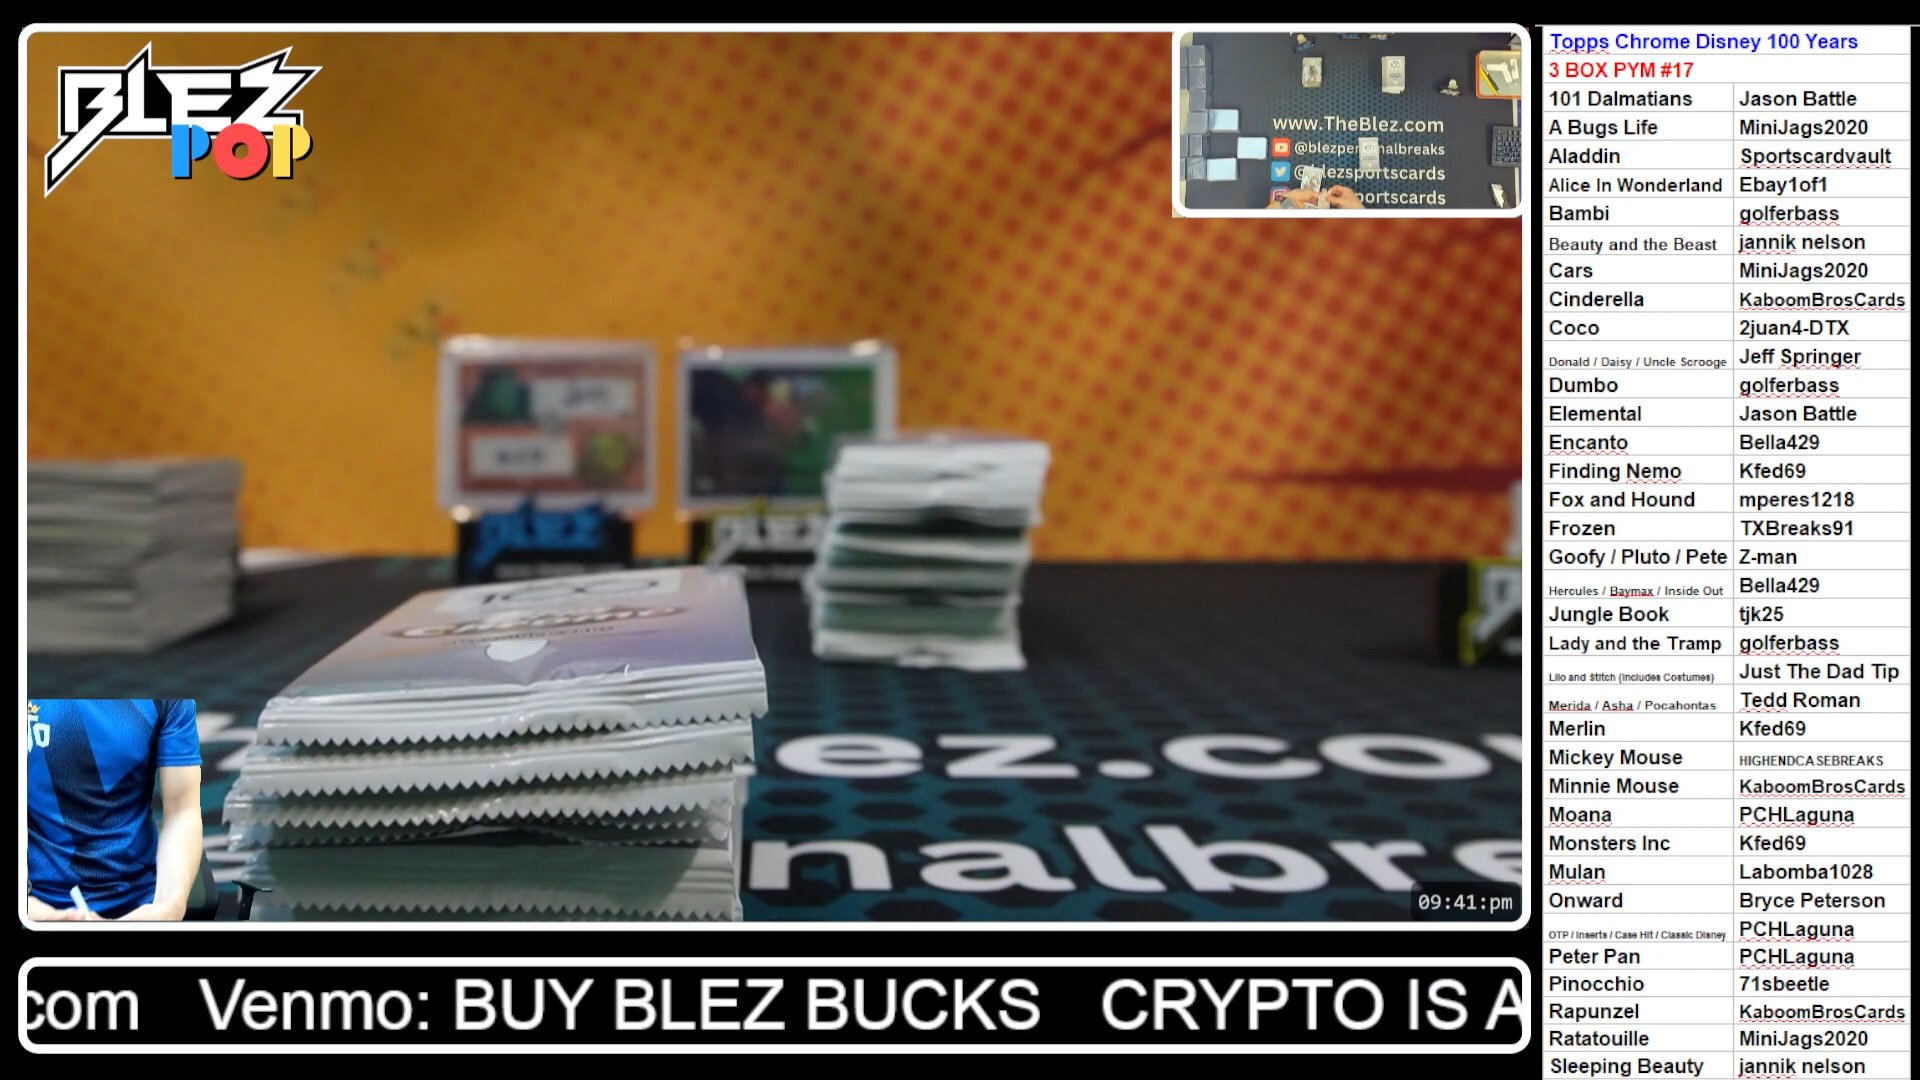 BLEZ
POP
www.TheBlez.com
sportscards
Topps Chrome Disney 100 Years
3 BOX PYM #17
101 Dalmatians Jason Battle
A Bugs Life MiniJags2020
Aladdin Sportscardvault
Alice In Wonderland Ebay1of1
Bambi golferbass
Beauty and the Beast jannik nelson
Cars MiniJags2020
Cinderella KaboomBrosCards
Coco 2juan4-DTX
Donald / Daisy / Uncle Scrooge Jeff Springer
Dumbo golferbass
Elemental Jason Battle
Encanto Bella429
Finding Nemo Kfed69
Fox and Hound mperes1218
Frozen TXBreaks91
Goofy / Pluto / Pete Z-man
Hercules / Baymax / Inside Out Bella429
Jungle Book tjk25
Lady and the Tramp golferbass
Lilo and Stitch (Includes Costumes) Just The Dad Tip
Merida / Asha / Pocahontas Tedd Roman
Merlin Kfed69
Mickey Mouse HIGHENDCASEBREAKS
Minnie Mouse KaboomBrosCards
Moana PCHLaguna
Monsters Inc Kfed69
Mulan Labomba1028
Onward Bryce Peterson
OTP / Inserts / Case Hit / Classic Disney PCHLaguna
Peter Pan PCHLaguna
Pinocchio 71sbeetle
Rapunzel KaboomBrosCards
Ratatouille MiniJags2020
Sleeping Beauty jannik nelson
BLEZ
100
Chrome
ez.co
nalbre
09:41:pm
com Venmo: BUY BLEZ BUCKS CRYPTO IS A